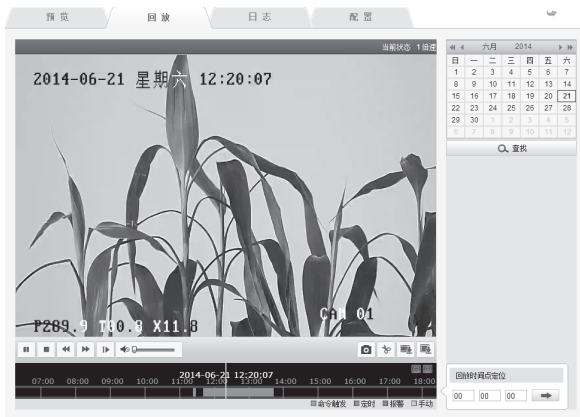 预览 回放 日志 配置
当前状态 1倍速
2014-06-21 星期六 12:20:07
CAM 01
P289.9 T00.8 X11.8
六月 2014
日 一 二 三 四 五 六
1 2 3 4 5 6 7
8 9 10 11 12 13 14
15 16 17 18 19 20 21
22 23 24 25 26 27 28
29 30 1 2 3 4 5
6 7 8 9 10 11 12
查找
2014-06-21 12:20:07
07:00 08:00 09:00 10:00 11:00 12:00 13:00 14:00 15:00 16:00 17:00 18:00
命令触发 定时 报警 手动
回放时间点定位
00 00 00